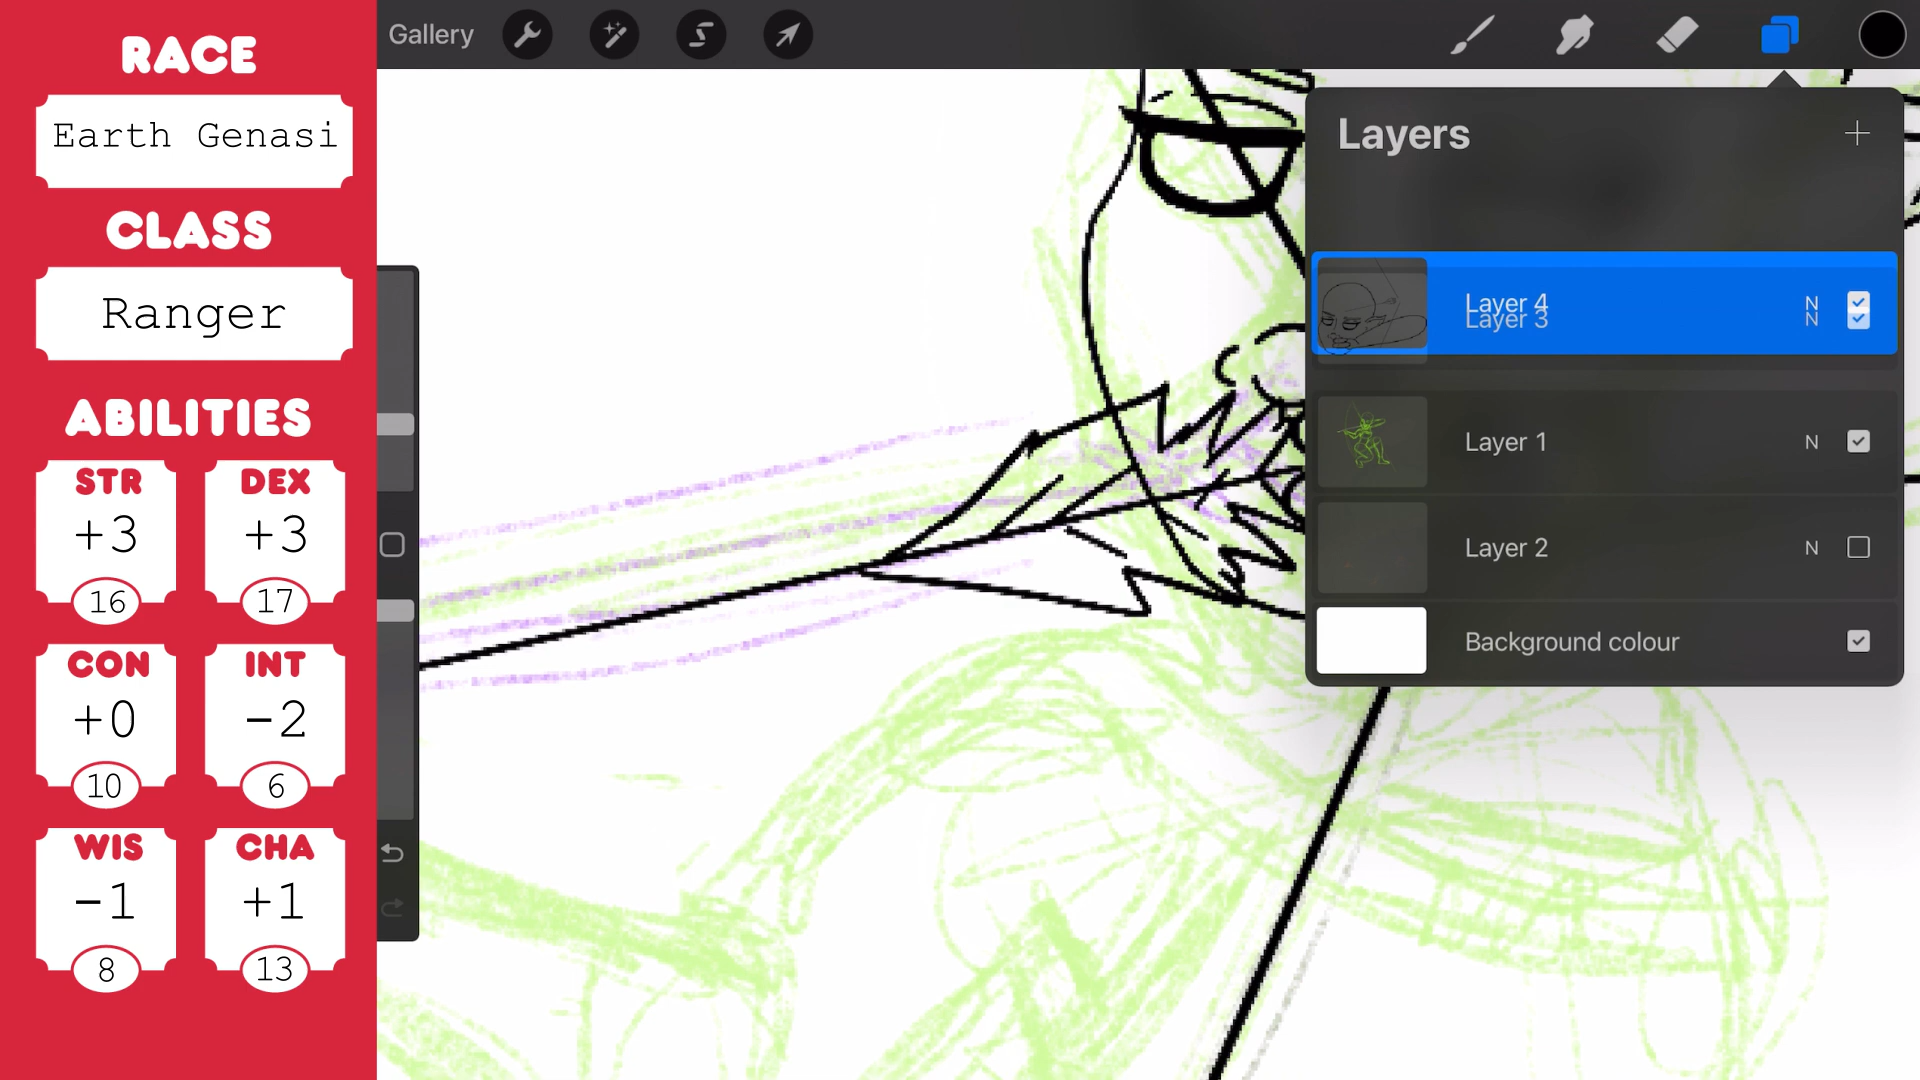 RACE
Earth Genasi
CLASS
Ranger
ABILITIES
STR DEX
+3 +3
16 17
CON INT
+0 -2
10 6
WIS CHA
-1 +1
8 13
Gallery
Layers
Layer 4 N
Layer 3 N
Layer 1 N
Layer 2 N
Background colour